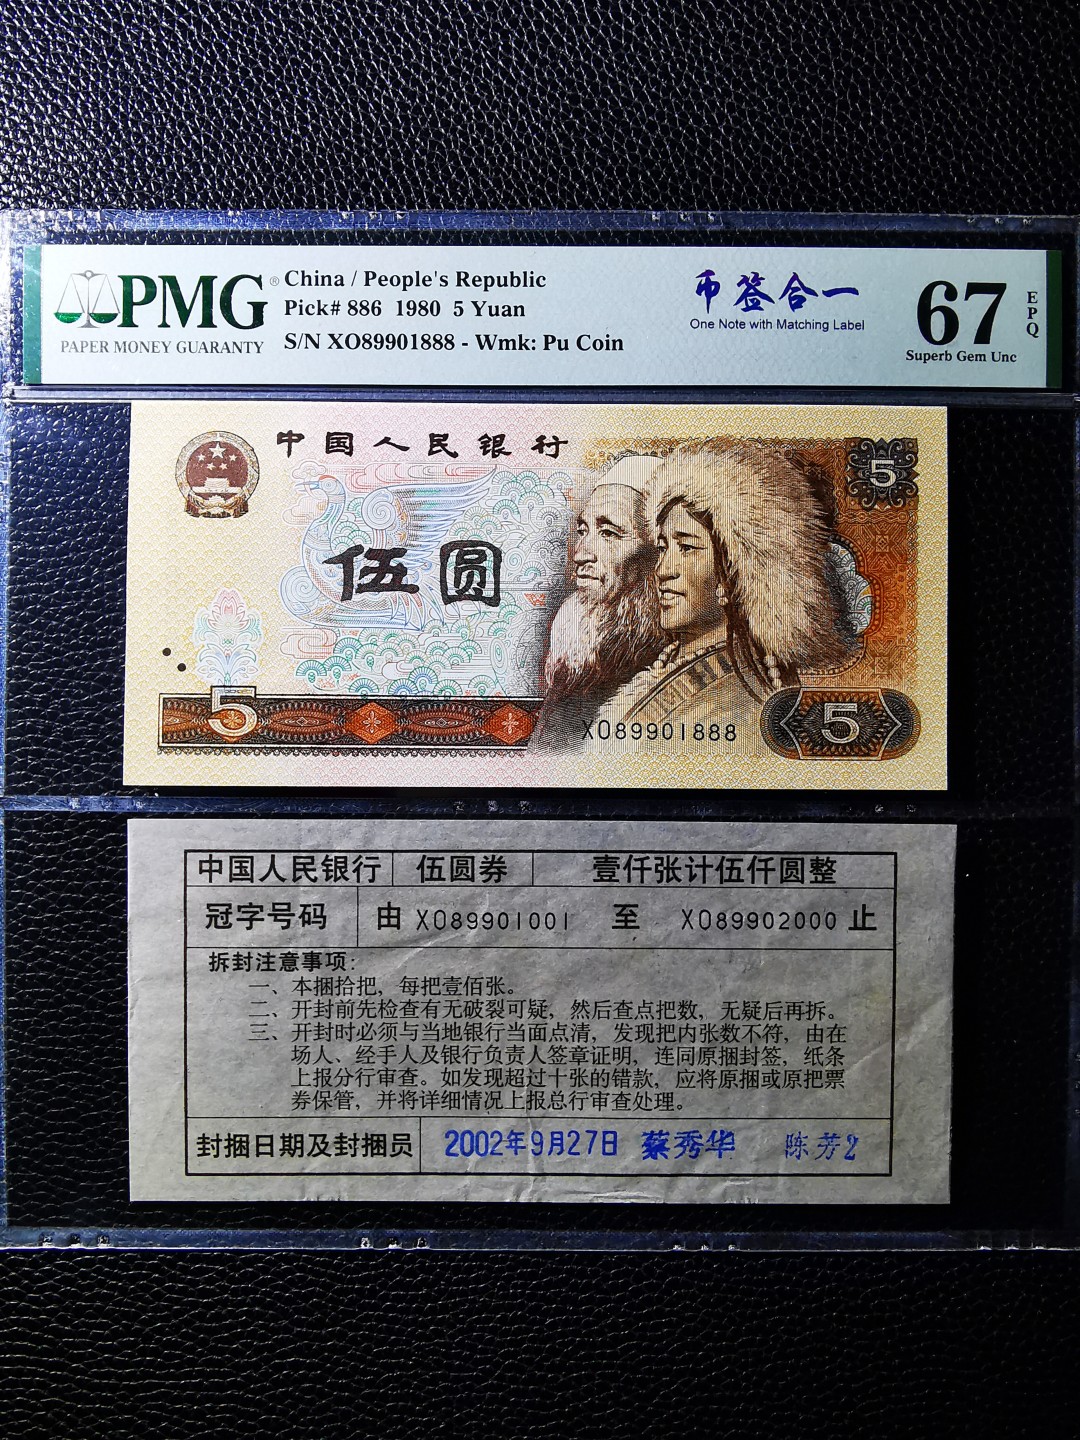 PMG®
PAPER MONEY GUARANTY
China / People's Republic
Pick# 886 1980 5 Yuan
S/N XO89901888 - Wmk: Pu Coin
币签合一
One Note with Matching Label
67
EPQ
Superb Gem Unc
中国人民银行
5
伍圆
5
XO89901888
5
中国人民银行 伍圆券 壹仟张计伍仟圆整
冠字号码 由 XO89901001 至 XO89902000 止
拆封注意事项:
一、本捆拾把，每把壹佰张。
二、开封前先检查有无破裂可疑，然后查点把数，无疑后再拆。
三、开封时必须与当地银行当面点清，发现把内张数不符，由在
场人、经手人及银行负责人签章证明，连同原捆封签，纸条
上报分行审查。如发现超过十张的错款，应将原捆或原把票
券保管，并将详细情况上报总行审查处理。
封捆日期及封捆员 2002年9月27日 蔡秀华 陈芳2